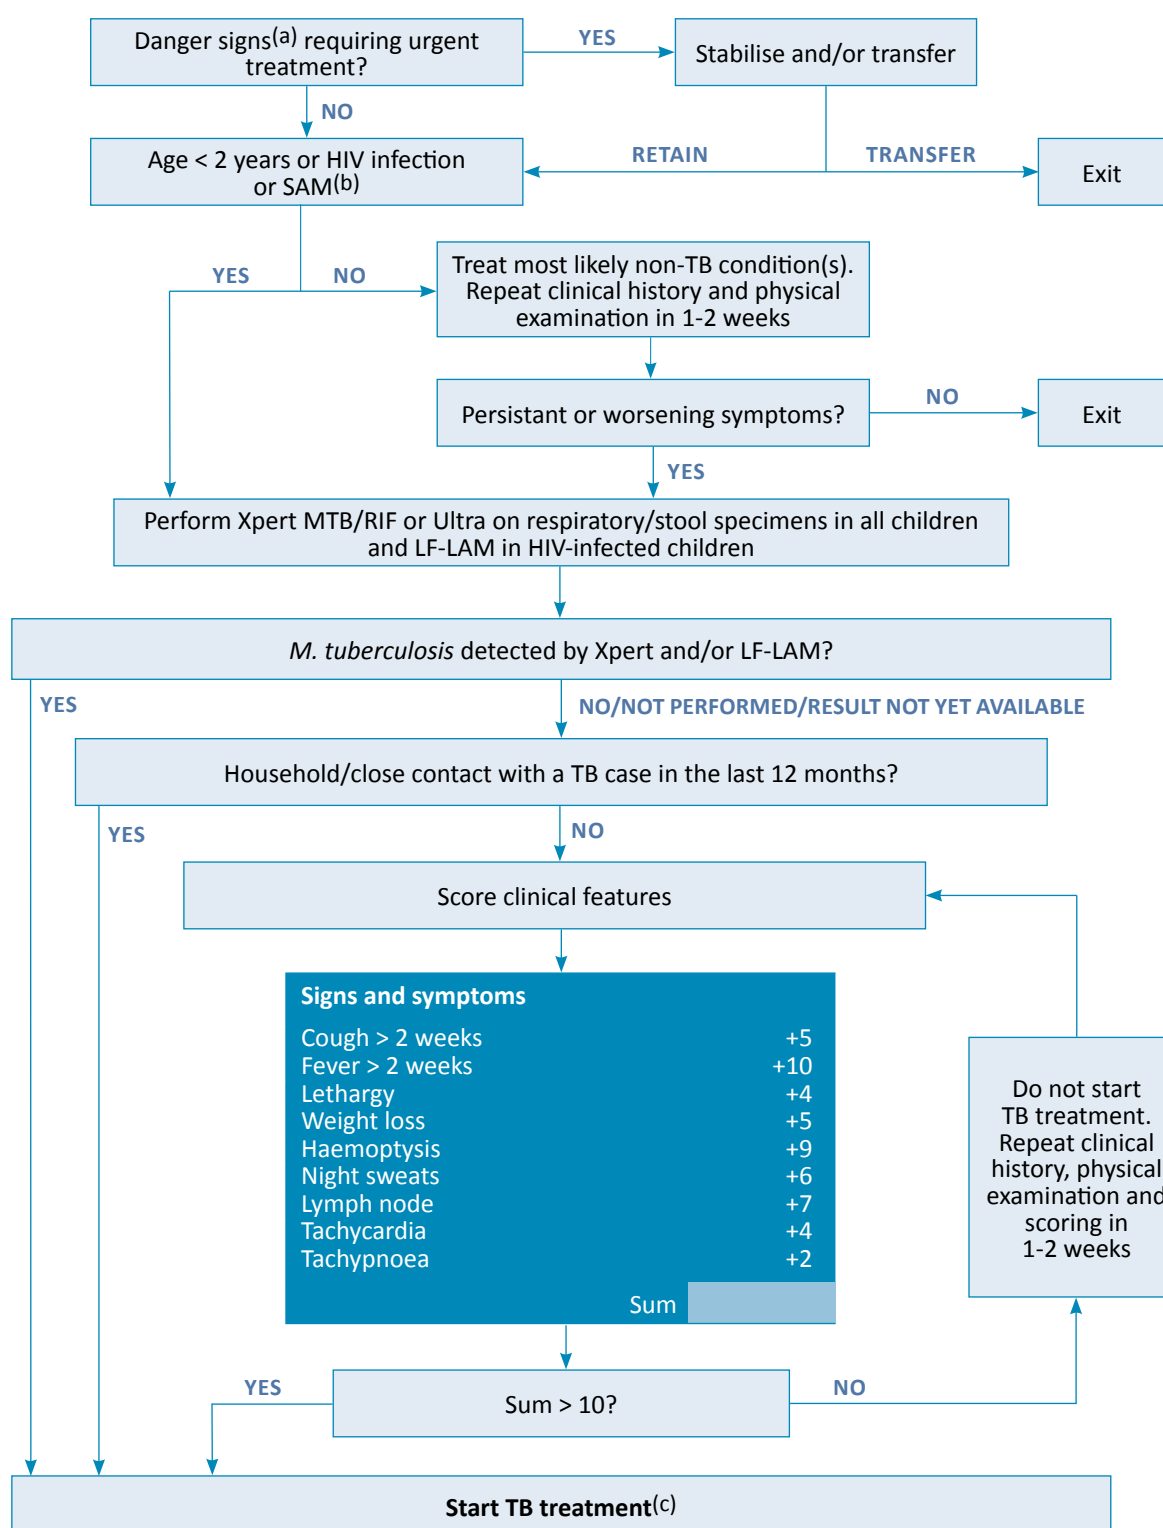 Danger signs(a) requiring urgent
treatment?
YES
Stabilise and/or transfer
NO
Age < 2 years or HIV infection
or SAM(b)
RETAIN
TRANSFER
Exit
YES
NO
Treat most likely non-TB condition(s).
Repeat clinical history and physical
examination in 1-2 weeks
Persistant or worsening symptoms?
NO
Exit
YES
Perform Xpert MTB/RIF or Ultra on respiratory/stool specimens in all children
and LF-LAM in HIV-infected children
M. tuberculosis detected by Xpert and/or LF-LAM?
YES
NO/NOT PERFORMED/RESULT NOT YET AVAILABLE
Household/close contact with a TB case in the last 12 months?
YES
NO
Score clinical features
Signs and symptoms
Cough > 2 weeks +5
Fever > 2 weeks +10
Lethargy +4
Weight loss +5
Haemoptysis +9
Night sweats +6
Lymph node +7
Tachycardia +4
Tachypnoea +2
Sum
Do not start
TB treatment.
Repeat clinical
history, physical
examination and
scoring in
1-2 weeks
YES
Sum > 10?
NO
Start TB treatment(c)